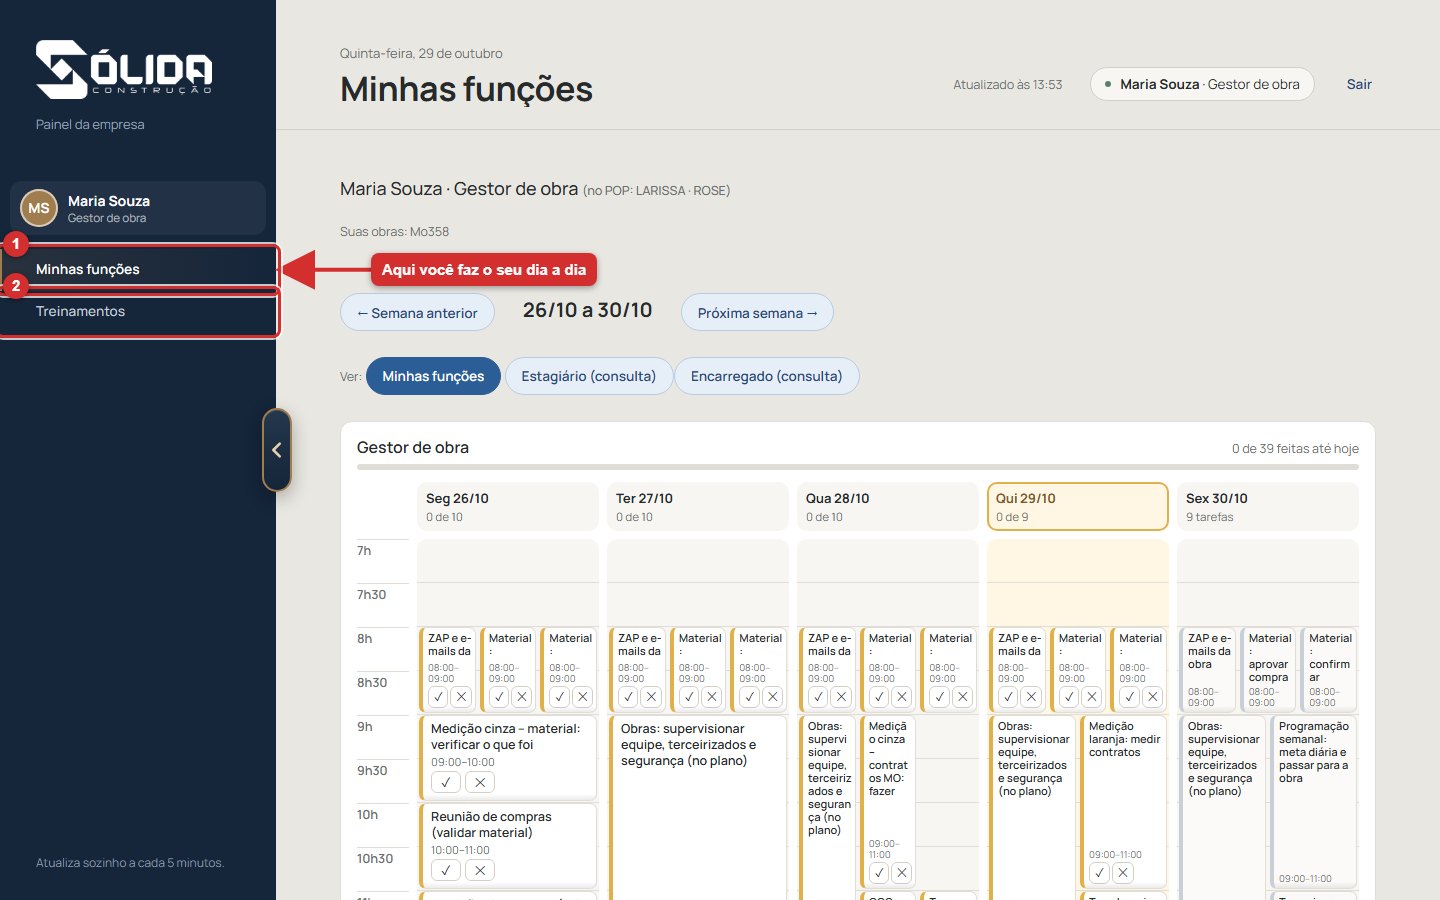 SÓLIDA
CONSTRUÇÃO
Painel da empresa
MS
Maria Souza
Gestor de obra
1
Minhas funções
2
Treinamentos
Atualiza sozinho a cada 5 minutos.
Quinta-feira, 29 de outubro
Minhas funções
Atualizado às 13:53
Maria Souza · Gestor de obra
Sair
Maria Souza · Gestor de obra (no POP: LARISSA · ROSE)
Suas obras: Mo358
Aqui você faz o seu dia a dia
← Semana anterior
26/10 a 30/10
Próxima semana →
Ver:
Minhas funções
Estagiário (consulta)
Encarregado (consulta)
Gestor de obra
0 de 39 feitas até hoje
Seg 26/10
0 de 10
Ter 27/10
0 de 10
Qua 28/10
0 de 10
Qui 29/10
0 de 9
Sex 30/10
9 tarefas
7h
7h30
8h
8h30
9h
9h30
10h
10h30
ZAP e e-
mails da
08:00–
09:00
✓ ✕
Material
:
08:00–
09:00
✓ ✕
Material
:
08:00–
09:00
✓ ✕
Medição cinza – material:
verificar o que foi
09:00–10:00
✓ ✕
Reunião de compras
(validar material)
10:00–11:00
✓ ✕
ZAP e e-
mails da
08:00–
09:00
✓ ✕
Material
:
08:00–
09:00
✓ ✕
Material
:
08:00–
09:00
✓ ✕
Obras: supervisionar
equipe, terceirizados e
segurança (no plano)
ZAP e e-
mails da
08:00–
09:00
✓ ✕
Material
:
08:00–
09:00
✓ ✕
Material
:
08:00–
09:00
✓ ✕
Obras:
supervi
sionar
equipe,
terceiriz
ados e
seguran
ça (no
plano)
Mediçã
o cinza
–
contrat
os MO:
fazer
09:00–
11:00
✓ ✕
ZAP e e-
mails da
08:00–
09:00
✓ ✕
Material
:
08:00–
09:00
✓ ✕
Material
:
08:00–
09:00
✓ ✕
Obras:
supervisionar
equipe,
terceirizados
e segurança
(no plano)
Medição
laranja: medir
contratos
09:00–11:00
✓ ✕
ZAP e e-
mails da
obra
08:00–
09:00
Material
:
aprovar
compra
08:00–
09:00
Material
:
confirm
ar
08:00–
09:00
Obras:
supervisionar
equipe,
terceirizados
e segurança
(no plano)
Programação
semanal:
meta diária e
passar para a
obra
09:00–11:00